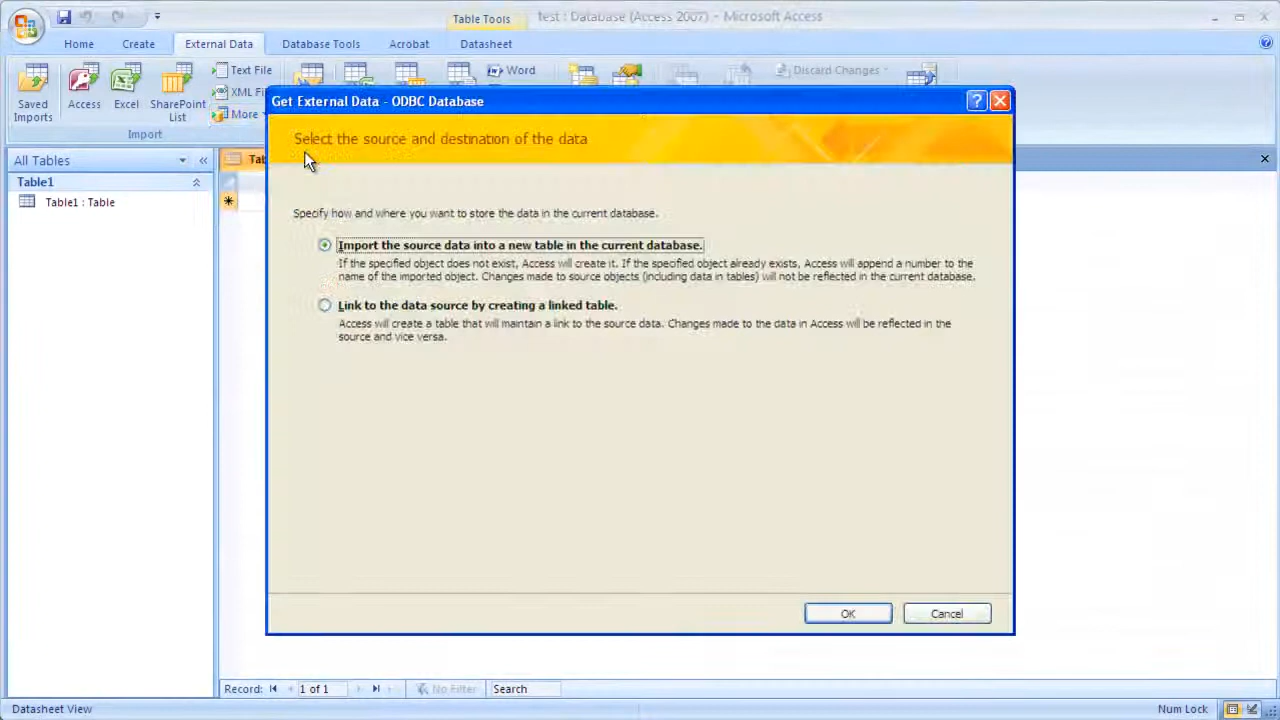 Table Tools
Test : Database (Access 2007) - Microsoft Access
Home
Create
External Data
Database Tools
Acrobat
Datasheet
Saved
Imports
Access
Excel
SharePoint
List
Text File
XML
More
Word
Discard Changes
Import
Get External Data - ODBC Database
Select the source and destination of the data
All Tables
Table1
Table1 : Table
Specify how and where you want to store the data in the current database.
Import the source data into a new table in the current database.
If the specified object does not exist, Access will create it. If the specified object already exists, Access will append a number to the
name of the imported object. Changes made to source objects (including data in tables) will not be reflected in the current database.
Link to the data source by creating a linked table.
Access will create a table that will maintain a link to the source data. Changes made to the data in Access will be reflected in the
source and vice versa.
OK
Cancel
Record:
1 of 1
No Filter
Search
Datasheet View
Num Lock